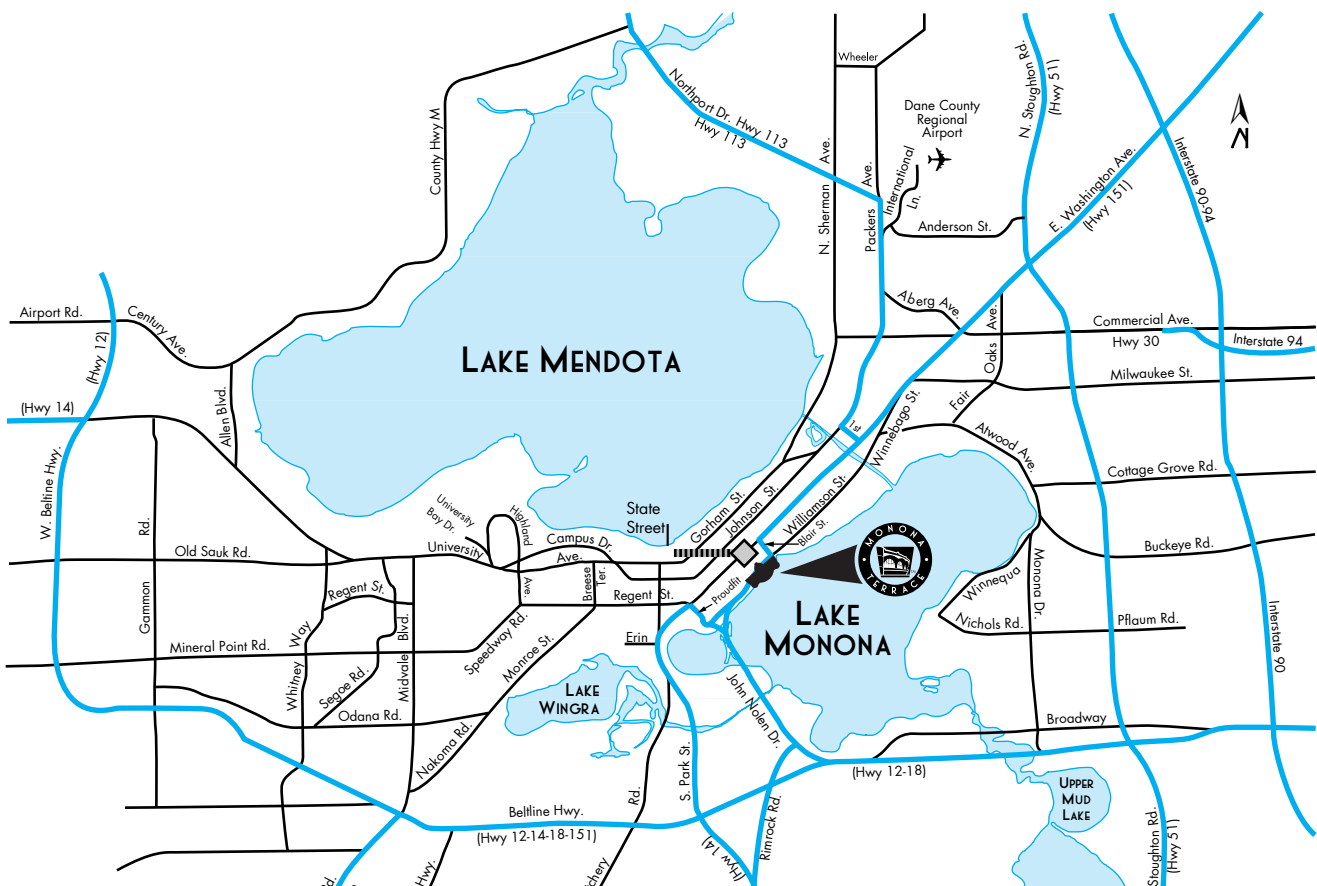 Wheeler
Northport Dr. Hwy 113
Hwy 113
County Hwy M
Dane County
Regional
Airport
N. Stoughton Rd.
(Hwy 51)
N
N. Sherman Ave.
Packers Ave.
International
Ln.
Anderson St.
E. Washington Ave.
(Hwy 151)
Interstate 90-94
Airport Rd.
Century Ave.
(Hwy 12)
(Hwy 14)
Allen Blvd.
LAKE MENDOTA
Aberg Ave.
Commercial Ave.
Hwy 30
Interstate 94
Fair Oaks Ave.
Milwaukee St.
1st
Winnebago St.
Atwood Ave.
Cottage Grove Rd.
W. Beltline Hwy.
Gammon Rd.
Old Sauk Rd.
University
Bay Dr.
Highland Ave.
State
Street
Gorham St.
Johnson St.
Williamson St.
Blair St.
University Ave.
Campus Dr.
Breese
Ter.
Regent St.
Regent St.
Proudfit
MONONA
TERRACE
LAKE
MONONA
Buckeye Rd.
Winnequa
Monona Dr.
Nichols Rd.
Pflaum Rd.
Interstate 90
Mineral Point Rd.
Whitney Way
Segoe Rd.
Midvale Blvd.
Speedway Rd.
Monroe St.
Erin
LAKE
WINGRA
Odana Rd.
Nakoma Rd.
John Nolen Dr.
Broadway
(Hwy 12-18)
S. Park St.
Rimrock Rd.
UPPER
MUD
LAKE
Beltline Hwy.
(Hwy 12-14-18-151)
(Hyw 14)
Stoughton Rd.
(Hwy 51)
Rd.
chery
Hwy.
d.